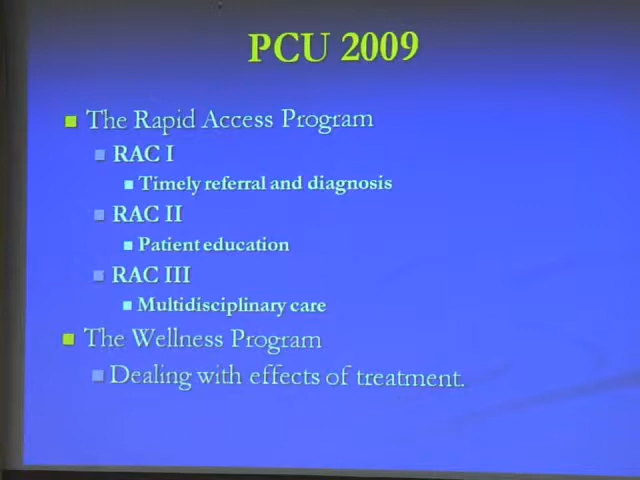 PCU 2009
The Rapid Access Program
RAC I
Timely referral and diagnosis
RAC II
Patient education
RAC III
Multidisciplinary care
The Wellness Program
Dealing with effects of treatment.